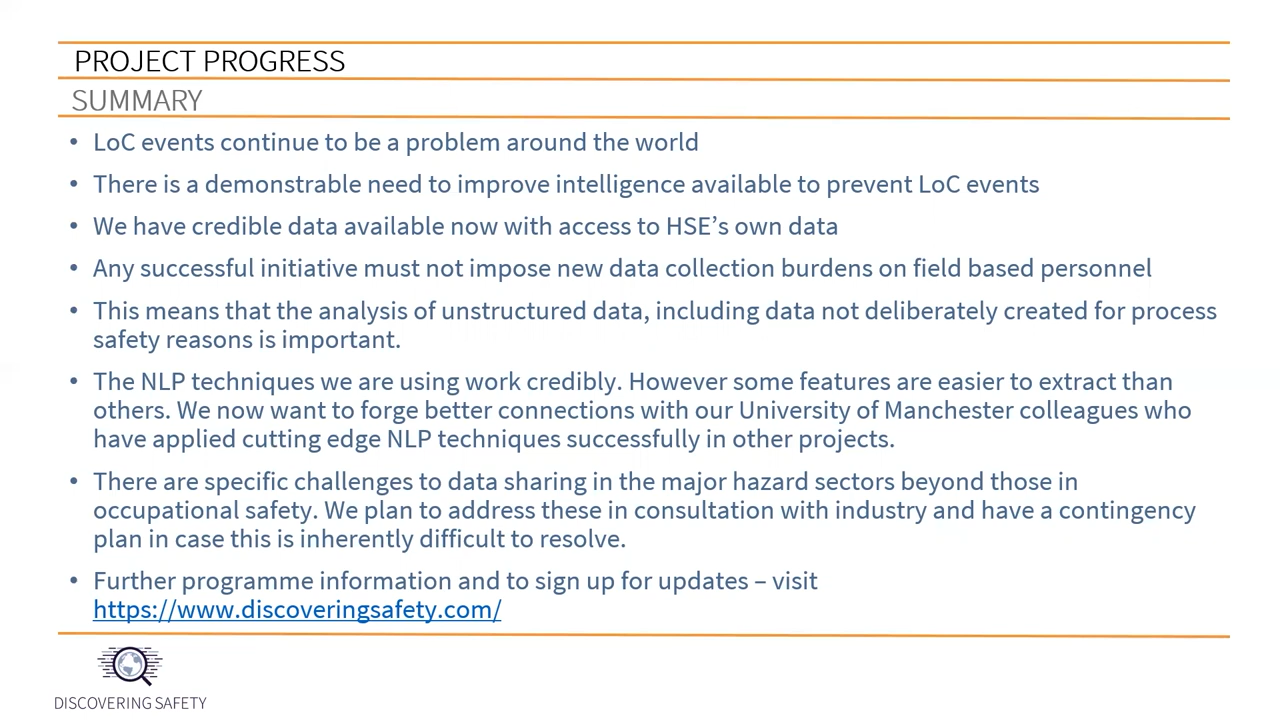 PROJECT PROGRESS
SUMMARY
• LoC events continue to be a problem around the world
• There is a demonstrable need to improve intelligence available to prevent LoC events
• We have credible data available now with access to HSE’s own data
• Any successful initiative must not impose new data collection burdens on field based personnel
• This means that the analysis of unstructured data, including data not deliberately created for process
safety reasons is important.
• The NLP techniques we are using work credibly. However some features are easier to extract than
others. We now want to forge better connections with our University of Manchester colleagues who
have applied cutting edge NLP techniques successfully in other projects.
• There are specific challenges to data sharing in the major hazard sectors beyond those in
occupational safety. We plan to address these in consultation with industry and have a contingency
plan in case this is inherently difficult to resolve.
• Further programme information and to sign up for updates – visit
https://www.discoveringsafety.com/
DISCOVERING SAFETY